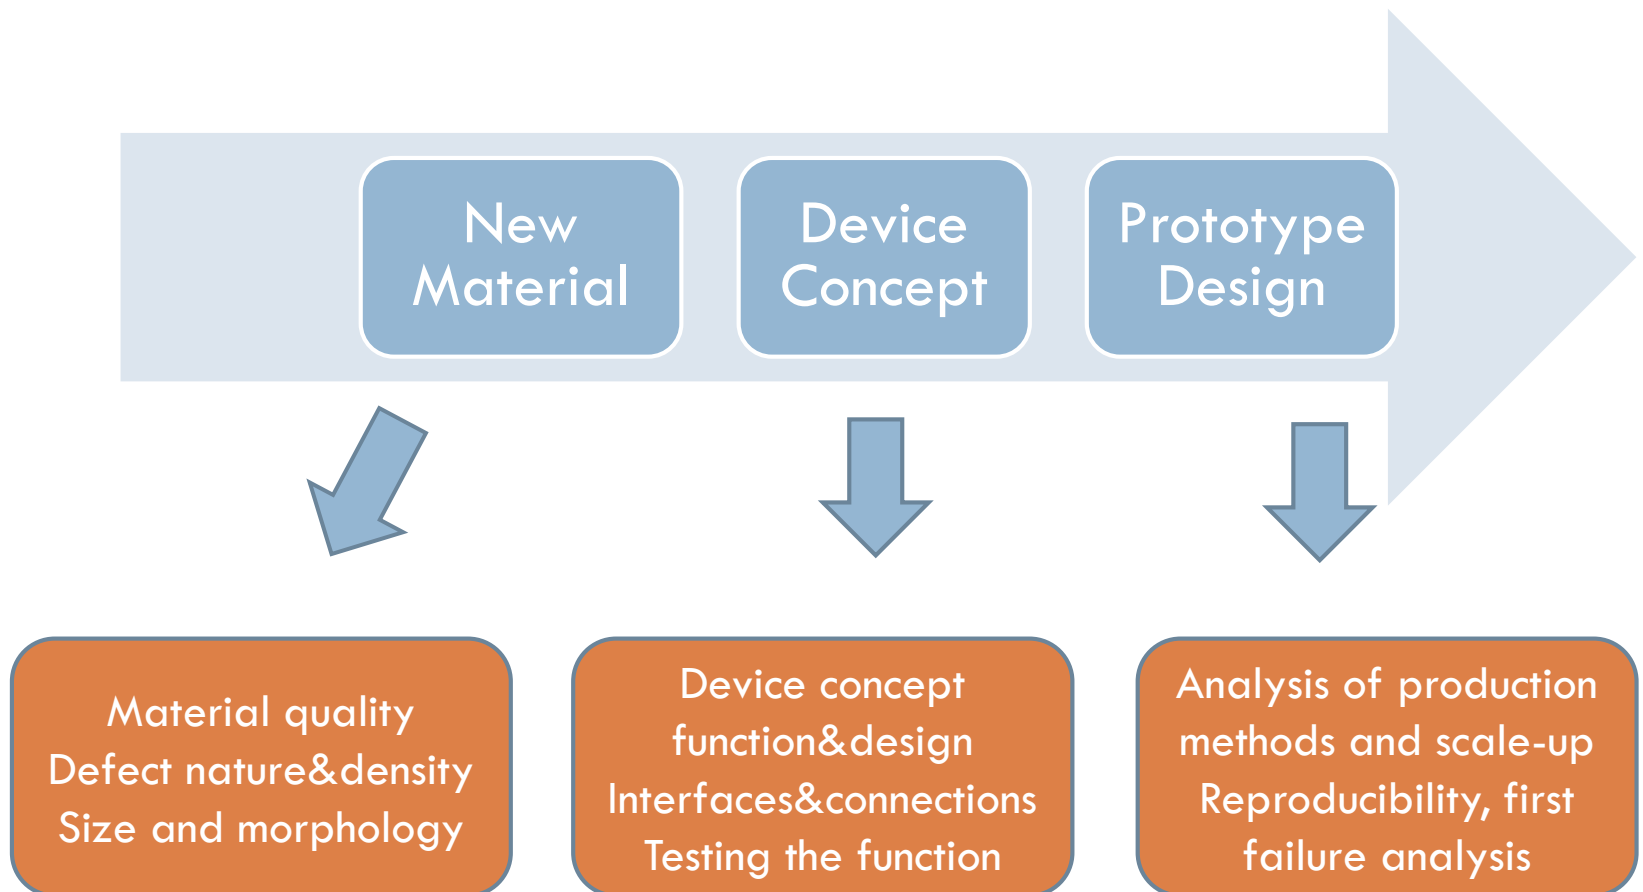 New
Material
Device
Concept
Prototype
Design
Material quality
Defect nature&density
Size and morphology
Device concept
function&design
Interfaces&connections
Testing the function
Analysis of production
methods and scale-up
Reproducibility, first
failure analysis